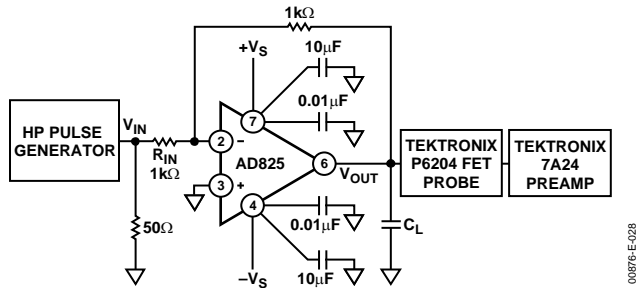 1kΩ
+VS
10µF
0.01µF
HP PULSE
GENERATOR
VIN
RIN
1kΩ
50Ω
2
–
3
+
7
AD825
6
4
VOUT
0.01µF
10µF
–VS
CL
TEKTRONIX
P6204 FET
PROBE
TEKTRONIX
7A24
PREAMP
00876-E-028